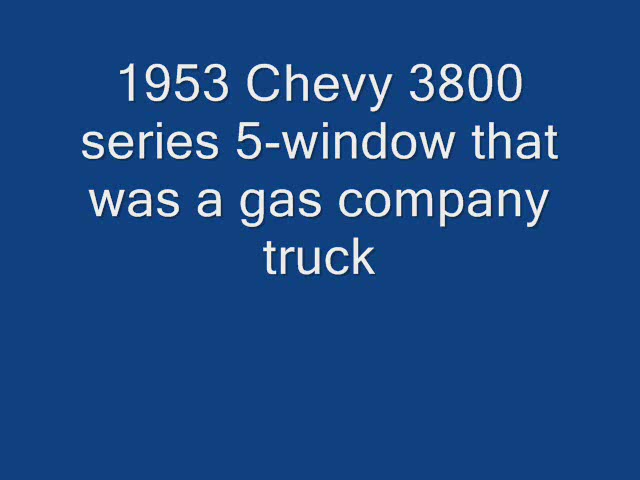 1953 Chevy 3800
series 5-window that
was a gas company
truck